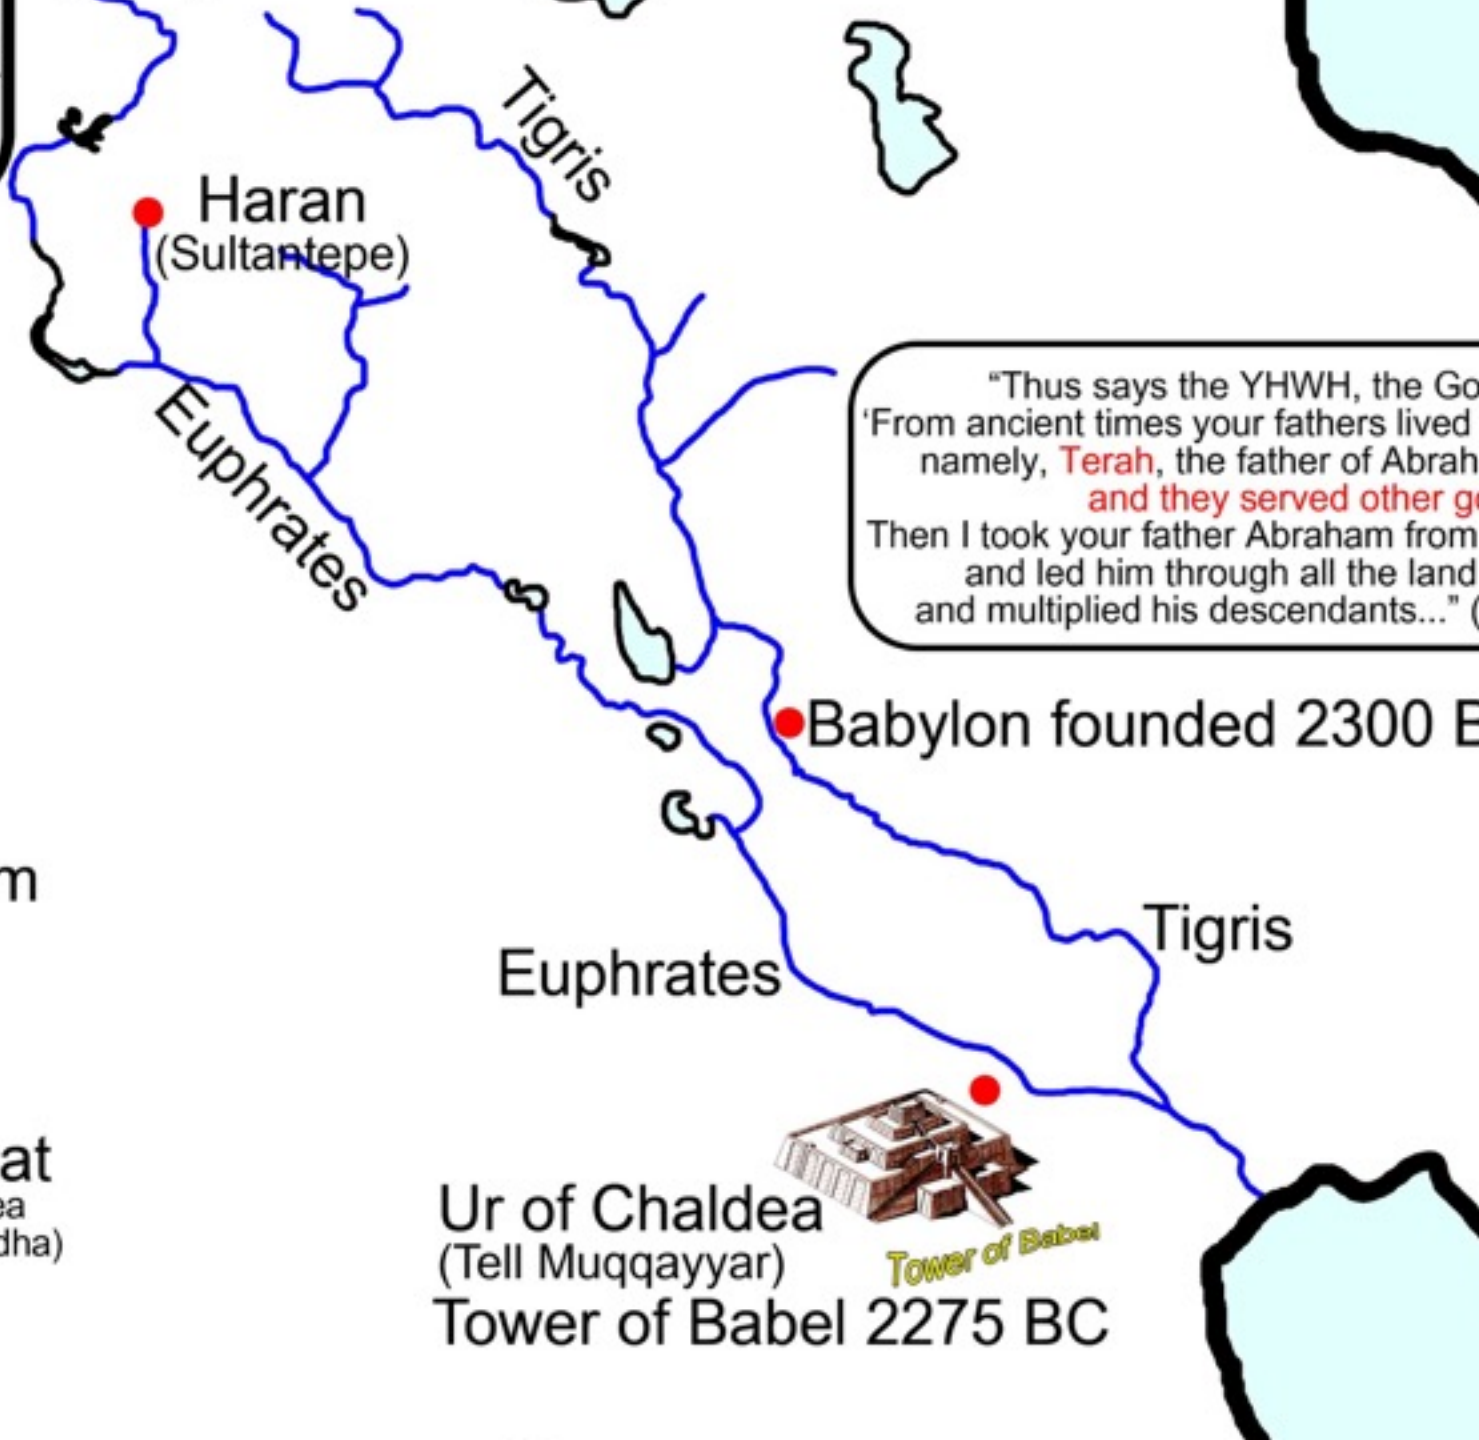 Tigris
Haran
(Sultantepe)
Euphrates
“Thus says the YHWH, the Go
‘From ancient times your fathers lived
namely, Terah, the father of Abrah
and they served other go
Then I took your father Abraham from
and led him through all the land
and multiplied his descendants...” (
Babylon founded 2300 B
m
Tigris
Euphrates
at
ea
dha)
Ur of Chaldea
(Tell Muqqayyar)
Tower of Babel
Tower of Babel 2275 BC